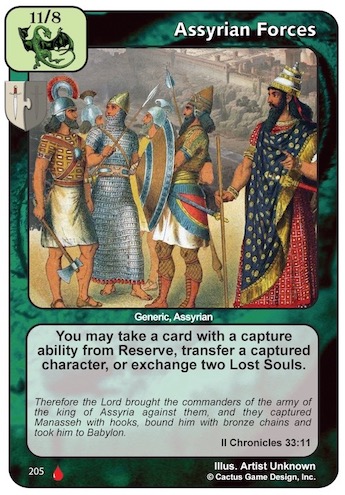 11/8
Assyrian Forces
Generic, Assyrian
You may take a card with a capture
ability from Reserve, transfer a captured
character, or exchange two Lost Souls.
Therefore the Lord brought the commanders of the army of
the king of Assyria against them, and they captured
Manasseh with hooks, bound him with bronze chains and
took him to Babylon.
II Chronicles 33:11
205
Illus. Artist Unknown
© Cactus Game Design, Inc.